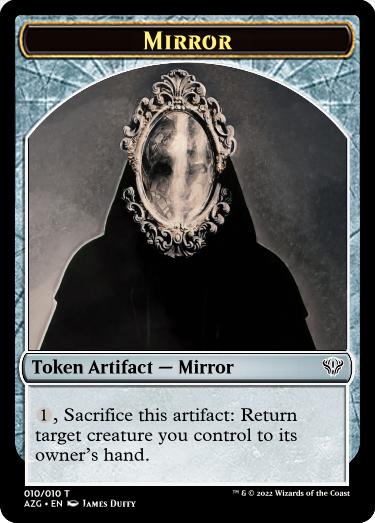 MIRROR
Token Artifact — Mirror
1, Sacrifice this artifact: Return
target creature you control to its
owner's hand.
010/010 T
AZG • EN JAMES DUFFY
™ & © 2022 Wizards of the Coast